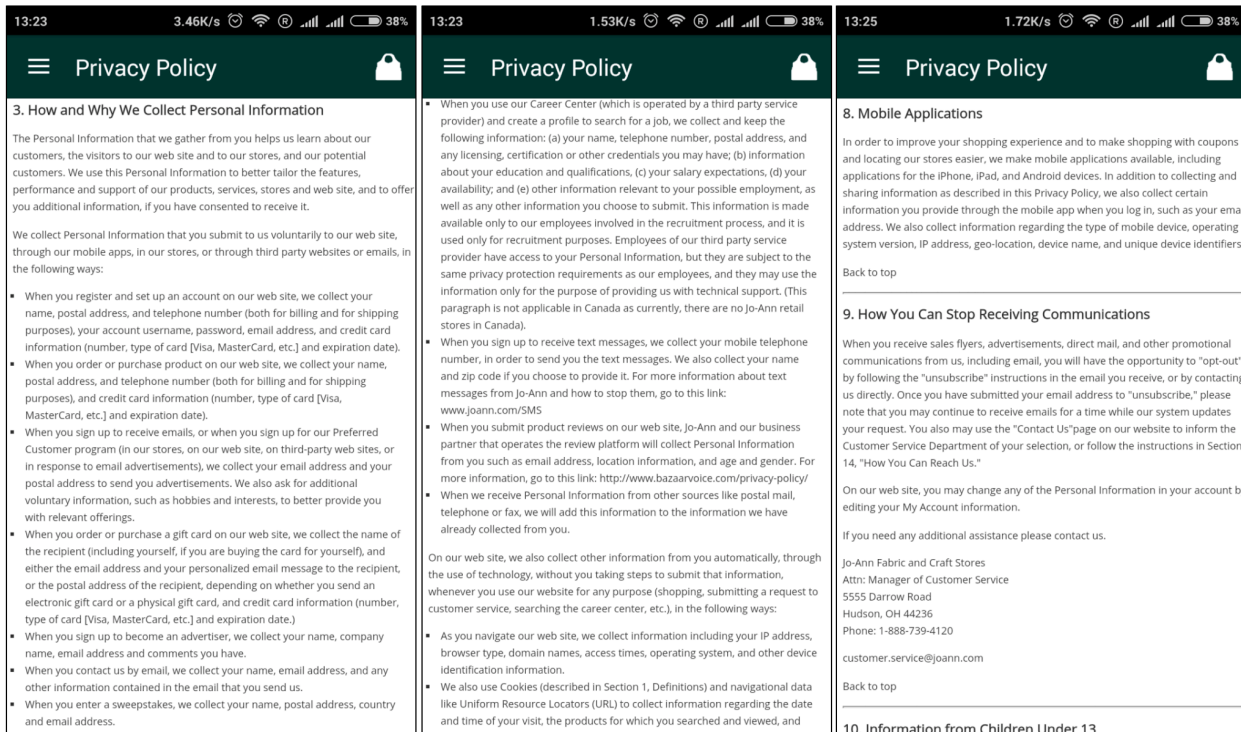 13:23 3.46K/s ® 38%
Privacy Policy
3. How and Why We Collect Personal Information
The Personal Information that we gather from you helps us learn about our
customers, the visitors to our web site and to our stores, and our potential
customers. We use this Personal Information to better tailor the features,
performance and support of our products, services, stores and web site, and to offer
you additional information, if you have consented to receive it.
We collect Personal Information that you submit to us voluntarily to our web site,
through our mobile apps, in our stores, or through third party websites or emails, in
the following ways:
▪ When you register and set up an account on our web site, we collect your
name, postal address, and telephone number (both for billing and for shipping
purposes), your account username, password, email address, and credit card
information (number, type of card [Visa, MasterCard, etc.] and expiration date).
▪ When you order or purchase product on our web site, we collect your name,
postal address, and telephone number (both for billing and for shipping
purposes), and credit card information (number, type of card [Visa,
MasterCard, etc.] and expiration date).
▪ When you sign up to receive emails, or when you sign up for our Preferred
Customer program (in our stores, on our web site, on third-party web sites, or
in response to email advertisements), we collect your email address and your
postal address to send you advertisements. We also ask for additional
voluntary information, such as hobbies and interests, to better provide you
with relevant offerings.
▪ When you order or purchase a gift card on our web site, we collect the name of
the recipient (including yourself, if you are buying the card for yourself), and
either the email address and your personalized email message to the recipient,
or the postal address of the recipient, depending on whether you send an
electronic gift card or a physical gift card, and credit card information (number,
type of card [Visa, MasterCard, etc.] and expiration date.)
▪ When you sign up to become an advertiser, we collect your name, company
name, email address and comments you have.
▪ When you contact us by email, we collect your name, email address, and any
other information contained in the email that you send us.
▪ When you enter a sweepstakes, we collect your name, postal address, country
and email address.
13:23 1.53K/s ® 38%
Privacy Policy
▪ When you use our Career Center (which is operated by a third party service
provider) and create a profile to search for a job, we collect and keep the
following information: (a) your name, telephone number, postal address, and
any licensing, certification or other credentials you may have; (b) information
about your education and qualifications, (c) your salary expectations, (d) your
availability; and (e) other information relevant to your possible employment, as
well as any other information you choose to submit. This information is made
available only to our employees involved in the recruitment process, and it is
used only for recruitment purposes. Employees of our third party service
provider have access to your Personal Information, but they are subject to the
same privacy protection requirements as our employees, and they may use the
information only for the purpose of providing us with technical support. (This
paragraph is not applicable in Canada as currently, there are no Jo-Ann retail
stores in Canada).
▪ When you sign up to receive text messages, we collect your mobile telephone
number, in order to send you the text messages. We also collect your name
and zip code if you choose to provide it. For more information about text
messages from Jo-Ann and how to stop them, go to this link:
www.joann.com/SMS
▪ When you submit product reviews on our web site, Jo-Ann and our business
partner that operates the review platform will collect Personal Information
from you such as email address, location information, and age and gender. For
more information, go to this link: http://www.bazaarvoice.com/privacy-policy/
▪ When we receive Personal Information from other sources like postal mail,
telephone or fax, we will add this information to the information we have
already collected from you.
On our web site, we also collect other information from you automatically, through
the use of technology, without you taking steps to submit that information,
whenever you use our website for any purpose (shopping, submitting a request to
customer service, searching the career center, etc.), in the following ways:
▪ As you navigate our web site, we collect information including your IP address,
browser type, domain names, access times, operating system, and other device
identification information.
▪ We also use Cookies (described in Section 1, Definitions) and navigational data
like Uniform Resource Locators (URL) to collect information regarding the date
and time of your visit, the products for which you searched and viewed, and
13:25 1.72K/s ® 38%
Privacy Policy
8. Mobile Applications
In order to improve your shopping experience and to make shopping with coupons
and locating our stores easier, we make mobile applications available, including
applications for the iPhone, iPad, and Android devices. In addition to collecting and
sharing information as described in this Privacy Policy, we also collect certain
information you provide through the mobile app when you log in, such as your ema
address. We also collect information regarding the type of mobile device, operating
system version, IP address, geo-location, device name, and unique device identifiers
Back to top
9. How You Can Stop Receiving Communications
When you receive sales flyers, advertisements, direct mail, and other promotional
communications from us, including email, you will have the opportunity to "opt-out"
by following the "unsubscribe" instructions in the email you receive, or by contacting
us directly. Once you have submitted your email address to "unsubscribe," please
note that you may continue to receive emails for a time while our system updates
your request. You also may use the "Contact Us"page on our website to inform the
Customer Service Department of your selection, or follow the instructions in Section
14, "How You Can Reach Us."
On our web site, you may change any of the Personal Information in your account b
editing your My Account information.
If you need any additional assistance please contact us.
Jo-Ann Fabric and Craft Stores
Attn: Manager of Customer Service
5555 Darrow Road
Hudson, OH 44236
Phone: 1-888-739-4120
customer.service@joann.com
Back to top
10. Information from Children Under 13